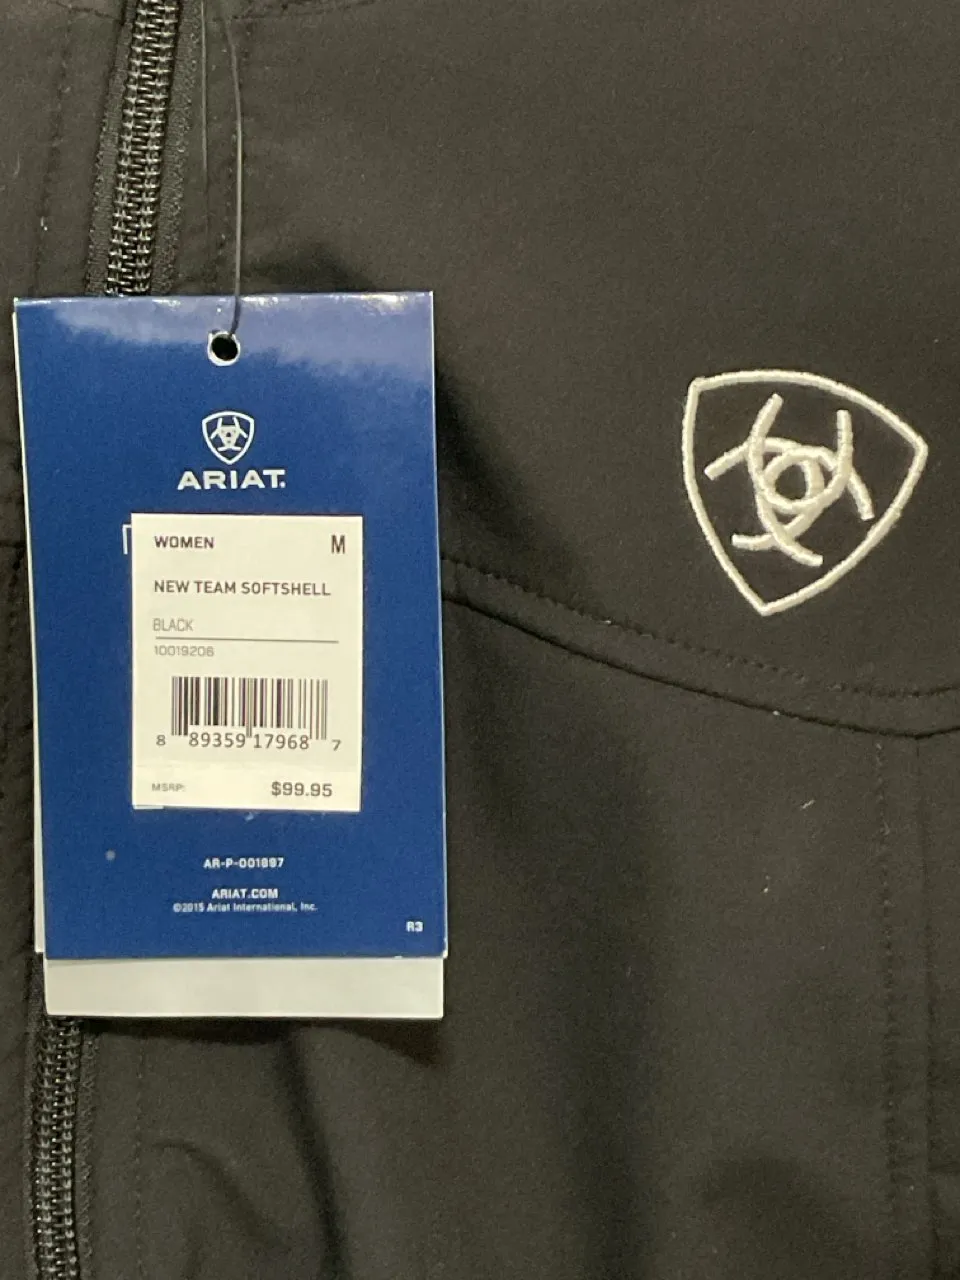 ARIAT.
WOMEN M
NEW TEAM SOFTSHELL
BLACK
10019206
8 89359 17968 7
MSRP: $99.95
AR-P-001897
ARIAT.COM
©2015 Ariat International, Inc.
R3